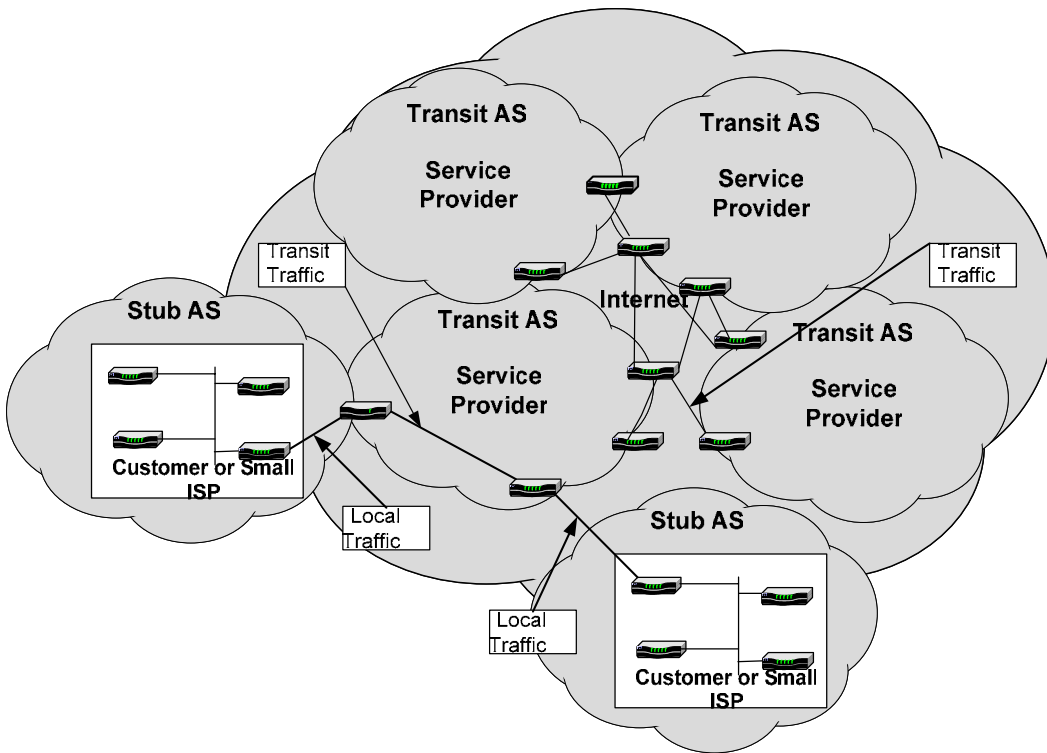 Transit AS
Service
Provider
Transit AS
Service
Provider
Transit
Traffic
Transit
Traffic
Internet
Stub AS
Transit AS
Service
Provider
Transit AS
Service
Provider
Customer or Small
ISP
Local
Traffic
Stub AS
Local
Traffic
Customer or Small
ISP